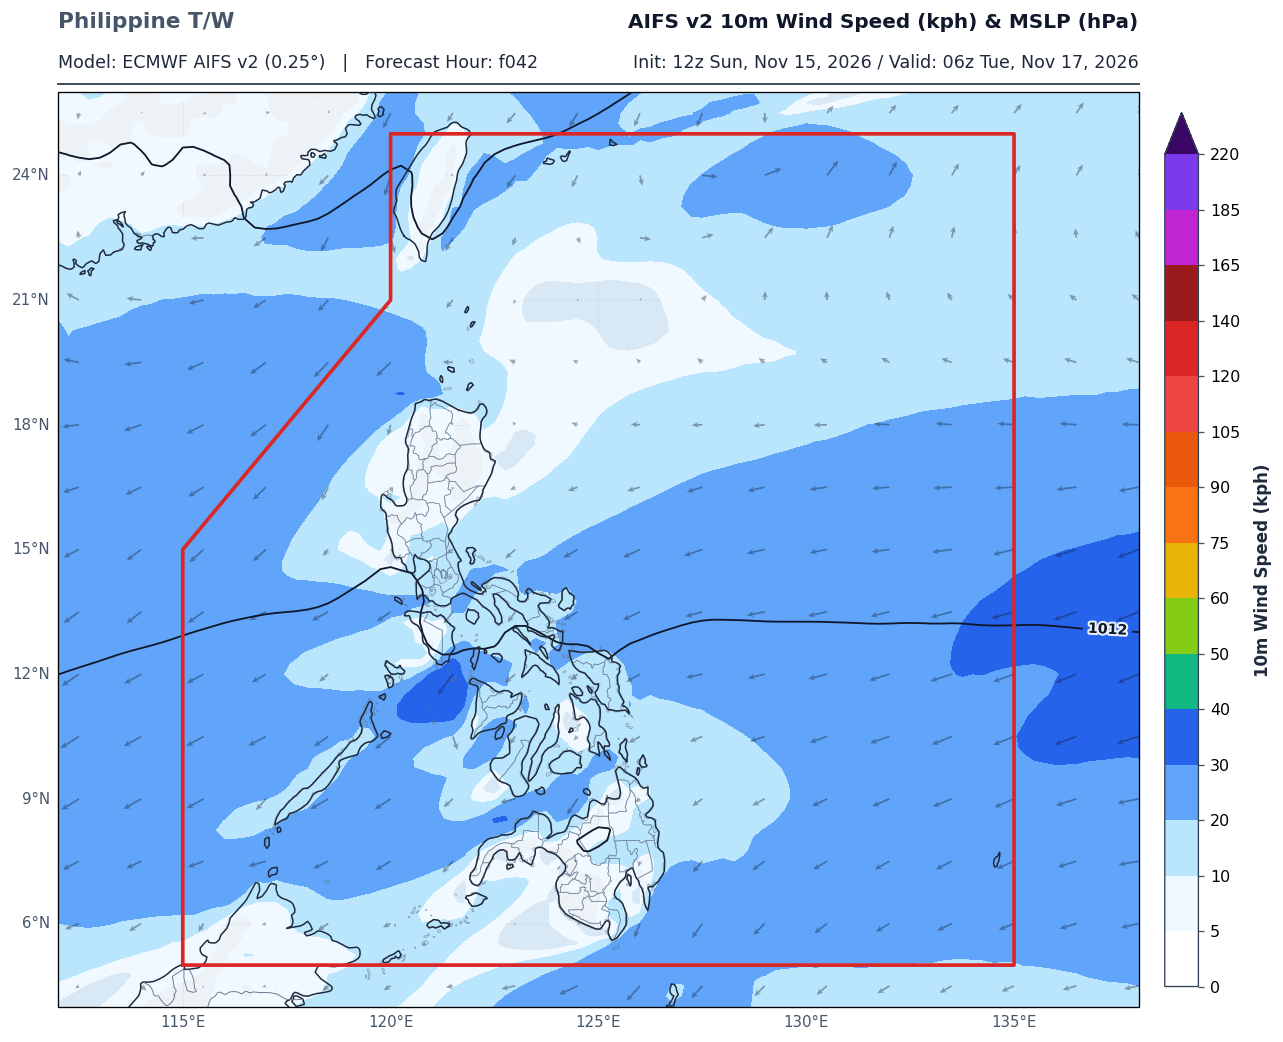 Philippine T/W
AIFS v2 10m Wind Speed (kph) & MSLP (hPa)
Model: ECMWF AIFS v2 (0.25°) | Forecast Hour: f042
Init: 12z Sun, Nov 15, 2026 / Valid: 06z Tue, Nov 17, 2026
24°N
21°N
18°N
15°N
12°N
9°N
6°N
115°E
120°E
125°E
130°E
135°E
1012
220
185
165
140
120
105
90
75
60
50
40
30
20
10
5
0
10m Wind Speed (kph)